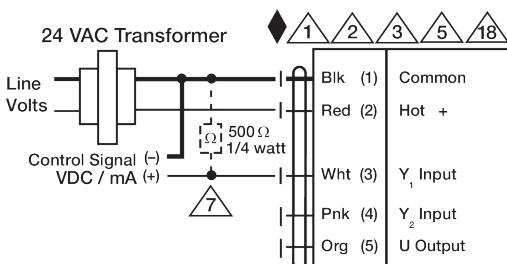 24 VAC Transformer
1 2 3 5 18
Line
Volts
Blk (1) Common
Red (2) Hot +
Ω 500 Ω
1/4 watt
Control Signal (–)
VDC / mA (+)
7
Wht (3) Y1 Input
Pnk (4) Y2 Input
Org (5) U Output